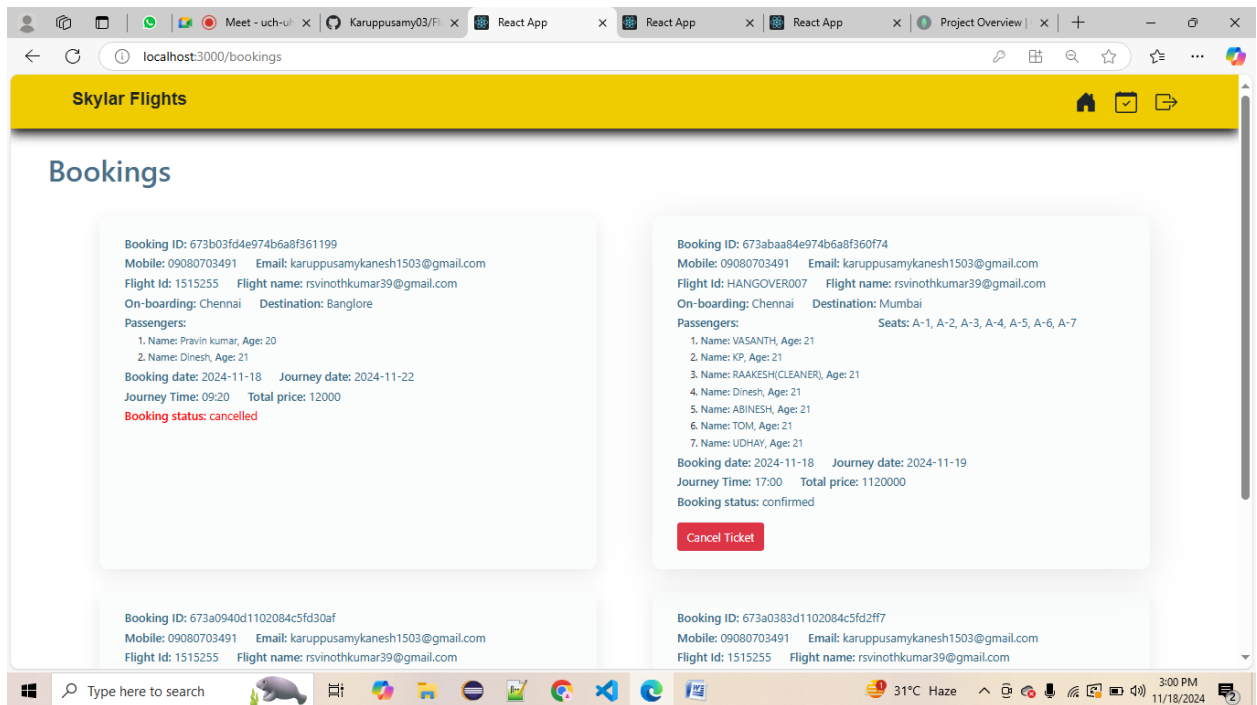 Meet - uch-uh
Karuppusamy03/Fli
React App
React App
React App
Project Overview |
localhost:3000/bookings
Skylar Flights
Bookings
Booking ID: 673b03fd4e974b6a8f361199
Mobile: 09080703491 Email: karuppusamykanesh1503@gmail.com
Flight Id: 1515255 Flight name: rsvinothkumar39@gmail.com
On-boarding: Chennai Destination: Banglore
Passengers:
1. Name: Pravin kumar, Age: 20
2. Name: Dinesh, Age: 21
Booking date: 2024-11-18 Journey date: 2024-11-22
Journey Time: 09:20 Total price: 12000
Booking status: cancelled
Booking ID: 673abaa84e974b6a8f360f74
Mobile: 09080703491 Email: karuppusamykanesh1503@gmail.com
Flight Id: HANGOVER007 Flight name: rsvinothkumar39@gmail.com
On-boarding: Chennai Destination: Mumbai
Passengers: Seats: A-1, A-2, A-3, A-4, A-5, A-6, A-7
1. Name: VASANTH, Age: 21
2. Name: KP, Age: 21
3. Name: RAAKESH(CLEANER), Age: 21
4. Name: Dinesh, Age: 21
5. Name: ABINESH, Age: 21
6. Name: TOM, Age: 21
7. Name: UDHAY, Age: 21
Booking date: 2024-11-18 Journey date: 2024-11-19
Journey Time: 17:00 Total price: 1120000
Booking status: confirmed
Cancel Ticket
Booking ID: 673a0940d1102084c5fd30af
Mobile: 09080703491 Email: karuppusamykanesh1503@gmail.com
Flight Id: 1515255 Flight name: rsvinothkumar39@gmail.com
Booking ID: 673a0383d1102084c5fd2ff7
Mobile: 09080703491 Email: karuppusamykanesh1503@gmail.com
Flight Id: 1515255 Flight name: rsvinothkumar39@gmail.com
Type here to search
31°C Haze
3:00 PM
11/18/2024
2